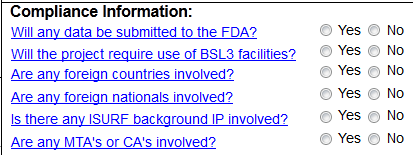 Compliance Information:
Will any data be submitted to the FDA? Yes No
Will the project require use of BSL3 facilities? Yes No
Are any foreign countries involved? Yes No
Are any foreign nationals involved? Yes No
Is there any ISURF background IP involved? Yes No
Are any MTA's or CA's involved? Yes No